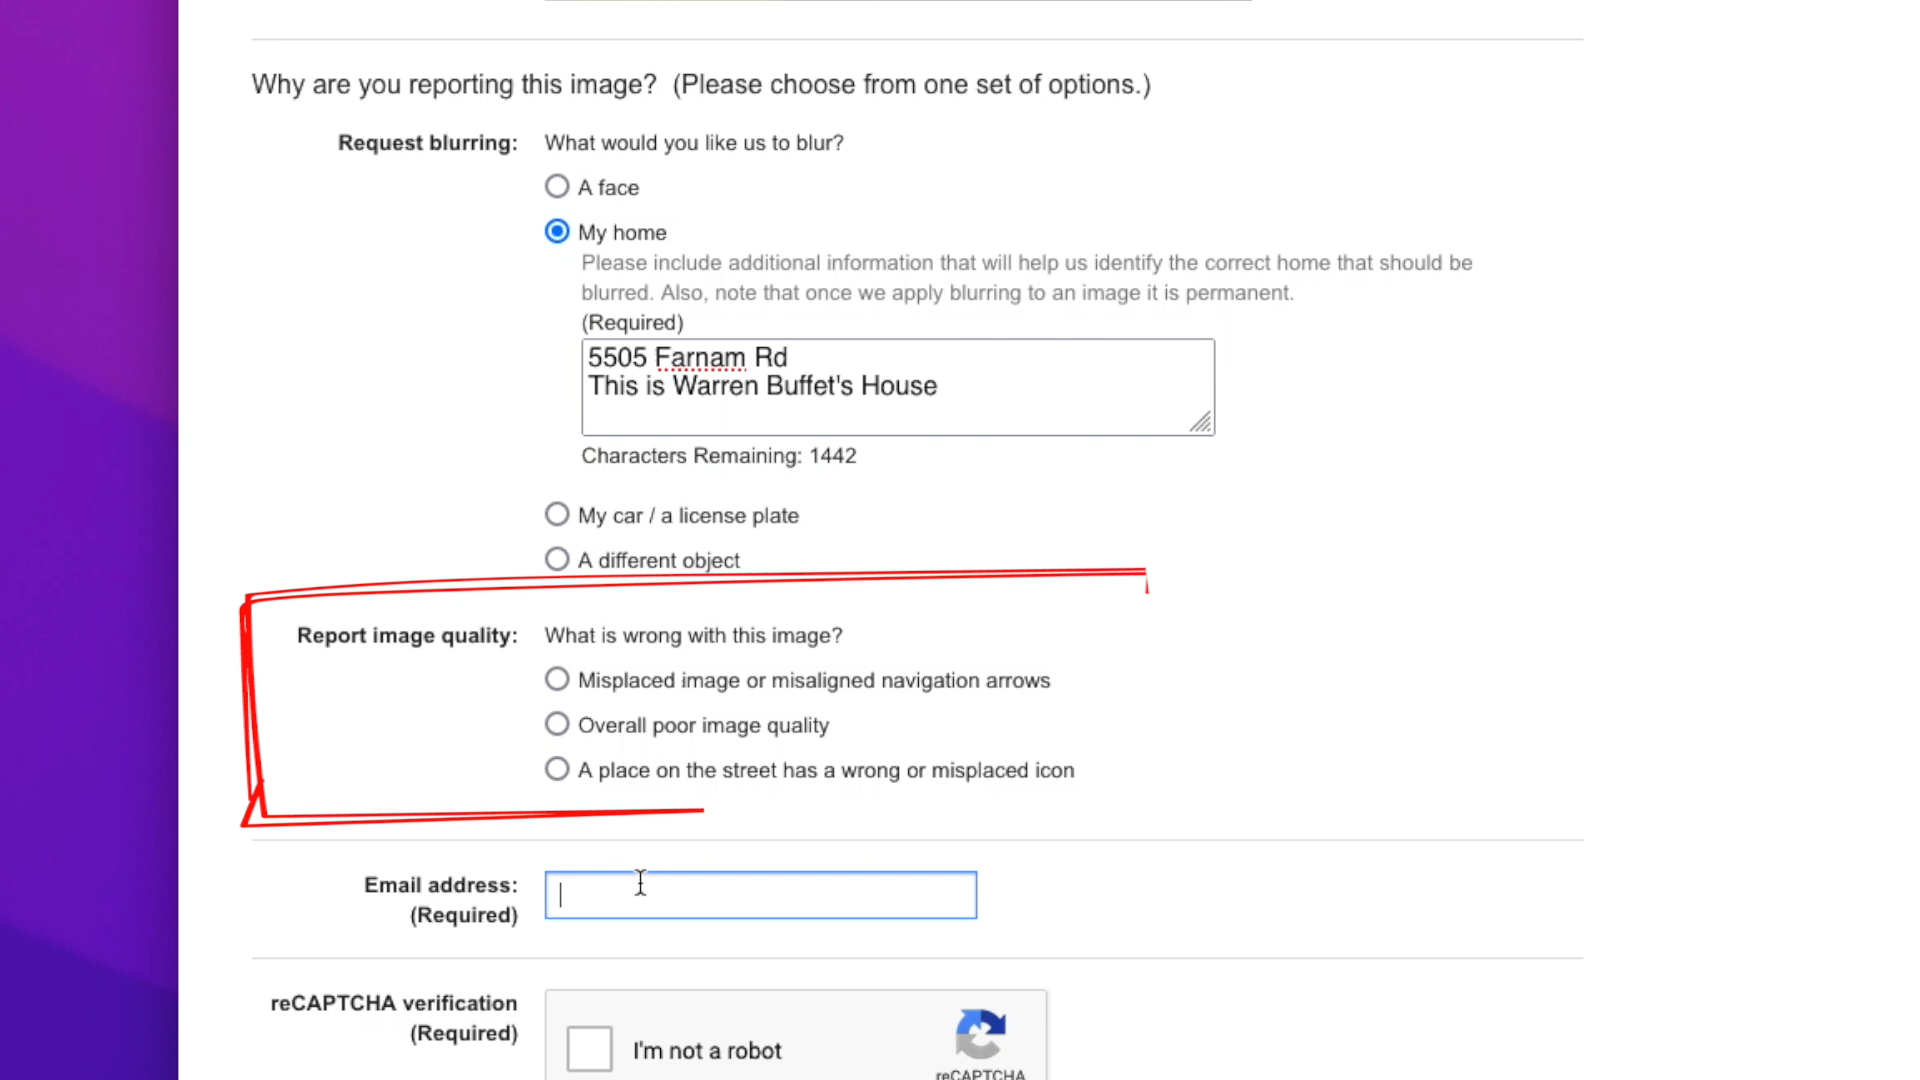 Why are you reporting this image? (Please choose from one set of options.)
Request blurring: What would you like us to blur?
A face
My home
Please include additional information that will help us identify the correct home that should be
blurred. Also, note that once we apply blurring to an image it is permanent.
(Required)
5505 Farnam Rd
This is Warren Buffet's House
Characters Remaining: 1442
My car / a license plate
A different object
Report image quality: What is wrong with this image?
Misplaced image or misaligned navigation arrows
Overall poor image quality
A place on the street has a wrong or misplaced icon
Email address:
(Required)
reCAPTCHA verification
(Required)
I'm not a robot
reCAPTCHA